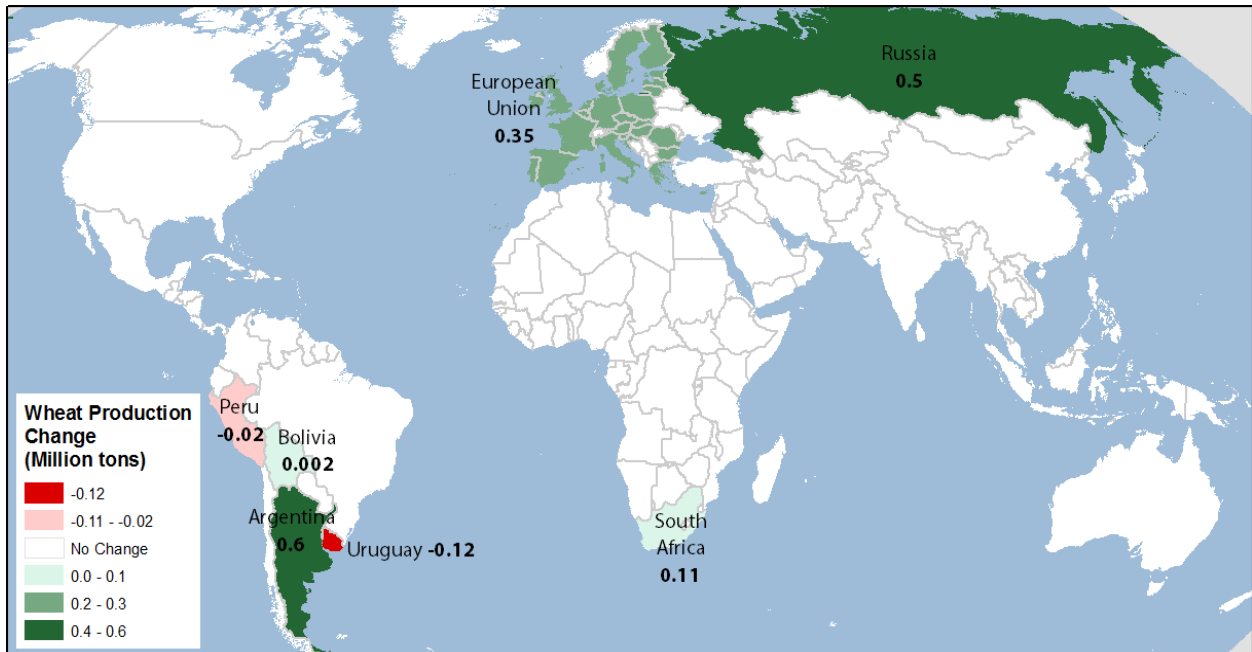 Russia
0.5
European
Union
0.35
Peru
-0.02
Bolivia
0.002
Argentina
0.6
Uruguay -0.12
South
Africa
0.11
Wheat Production
Change
(Million tons)
-0.12
-0.11 - -0.02
No Change
0.0 - 0.1
0.2 - 0.3
0.4 - 0.6